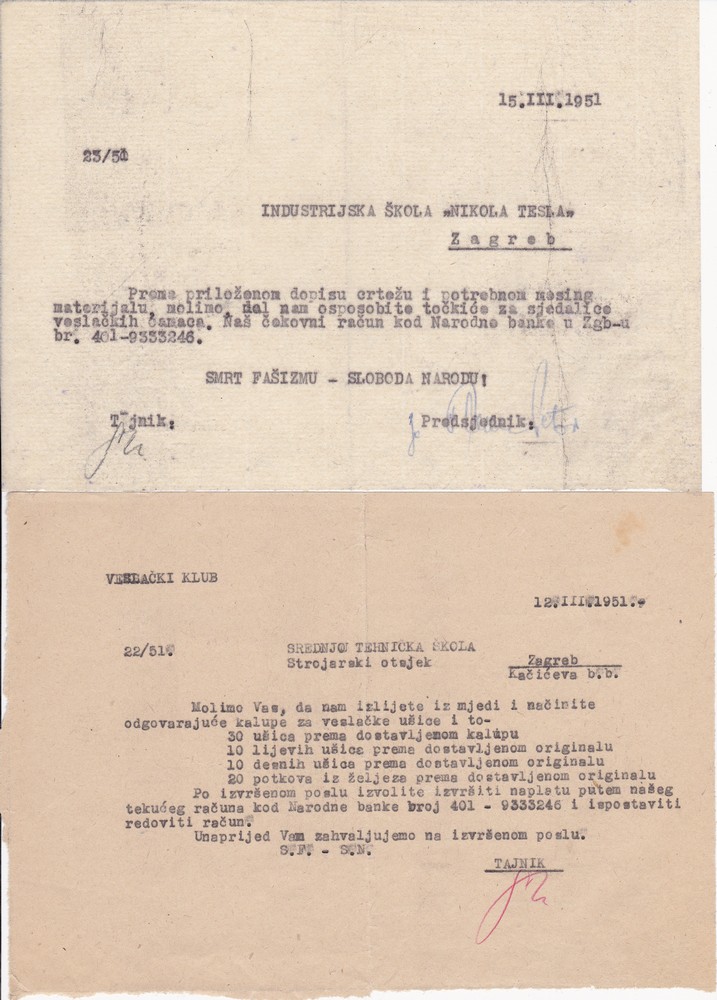 15.III.1951
23/51
INDUSTRIJSKA ŠKOLA „NIKOLA TESLA„
Zagreb
Prema priloženom dopisu crtežu i potrebnom mesing
materijalu, molimo, da nam osposobite točkiće za sjedalice
veslačkih čamaca. Naš čekovni račun kod Narodne banke u Zgb-u
br. 401-9333246.
SMRT FAŠIZMU - SLOBODA NARODU!
Tajnik: Predsjednik:
VESLAČKI KLUB
12.III.1951.-
22/51. SREDNJO TEHNIČKA ŠKOLA
Strojarski otsjek Zagreb
Kačićeva b.b.
Molimo Vas, da nam izlijete iz mjedi i načinite
odgovarajuće kalupe za veslačke ušice i to-
30 ušica prema dostavljenom kalupu
10 lijevih ušica prema dostavljenom originalu
10 desnih ušica prema dostavljenom originalu
20 potkova iz željeza prema dostavljenom originalu
Po izvršenom poslu izvolite izvršiti naplatu putem našeg
tekućeg računa kod Narodne banke broj 401 - 9333246 i ispostaviti
redoviti račun.
Unaprijed Vam zahvaljujemo na izvršenom poslu.
S.F. - S.N.
TAJNIK